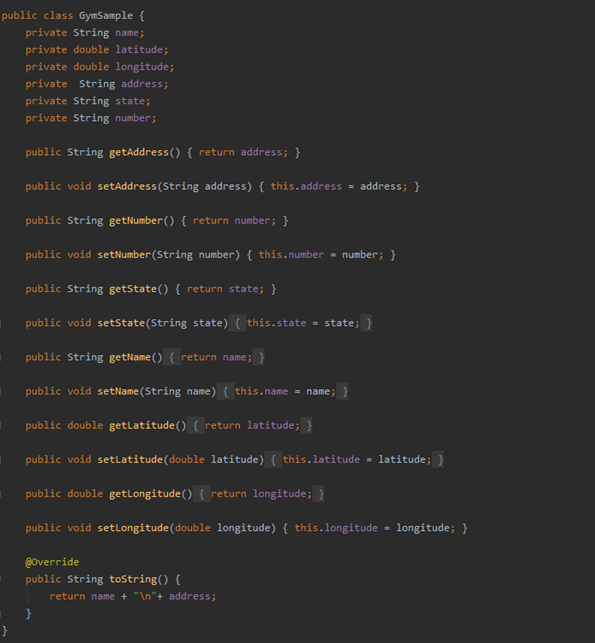 public class GymSample {
private String name;
private double latitude;
private double longitude;
private  String address;
private String state;
private String number;
public String getAddress() { return address; }
public void setAddress(String address) { this.address = address; }
public String getNumber() { return number; }
public void setNumber(String number) { this.number = number; }
public String getState() { return state; }
public void setState(String state) { this.state = state; }
public String getName() { return name; }
public void setName(String name) { this.name = name; }
public double getLatitude() { return latitude; }
public void setLatitude(double latitude) { this.latitude = latitude; }
public double getLongitude() { return longitude; }
public void setLongitude(double longitude) { this.longitude = longitude; }
@Override
public String toString() {
return name + "\n"+ address;
}
}